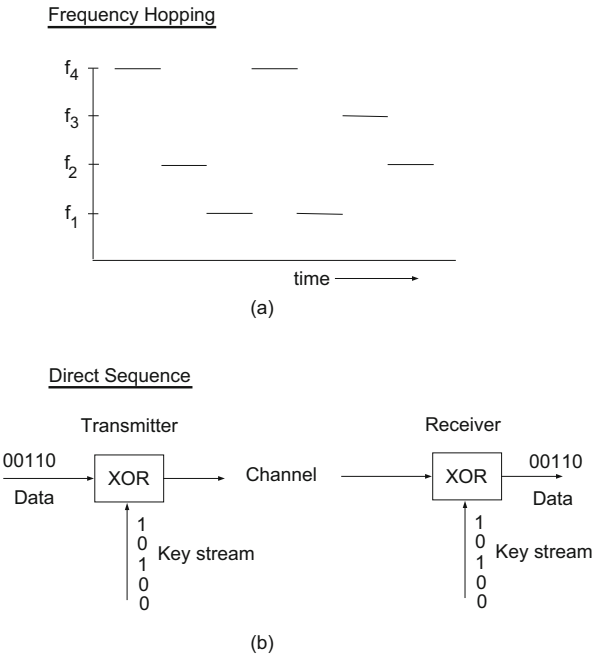 Frequency Hopping
f4
f3
f2
f1
time
(a)
Direct Sequence
Transmitter
Receiver
00110
XOR
Channel
XOR
00110
Data
Data
1
0
1
0
0
Key stream
1
0
1
0
0
Key stream
(b)